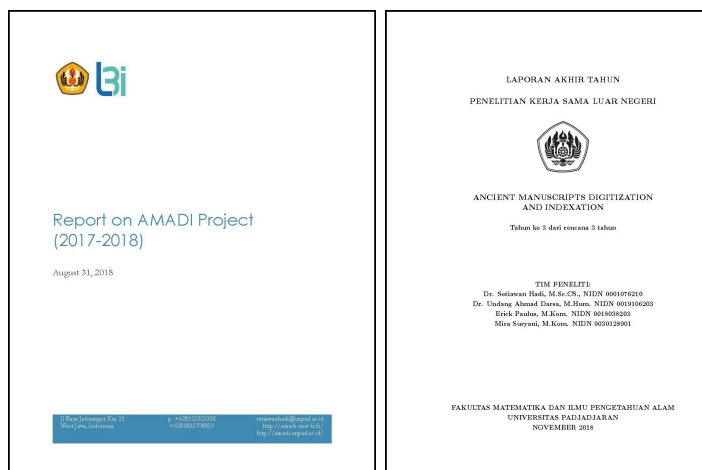 L3i
Report on AMADI Project
(2017-2018)
August 31, 2018
Jl Raya Jatinangor Km 21
West Java, Indonesia
p +628122323328
setiawanhadi@unpad.ac.id
http://amadi.univ-lr.fr/
http://amadi.unpad.ac.id/
LAPORAN AKHIR TAHUN
PENELITIAN KERJA SAMA LUAR NEGERI
ANCIENT MANUSCRIPTS DIGITIZATION
AND INDEXATION
Tahun ke 3 dari rencana 3 tahun
TIM PENELITI:
Dr. Setiawan Hadi, M.Sc.CS., NIDN 0001076210
Dr. Undang Ahmad Darsa, M.Hum. NIDN 0019106203
Erick Paulus, M.Kom. NIDN 0018038203
Mira Suryani, M.Kom. NIDN 0030128901
FAKULTAS MATEMATIKA DAN ILMU PENGETAHUAN ALAM
UNIVERSITAS PADJADJARAN
NOVEMBER 2018